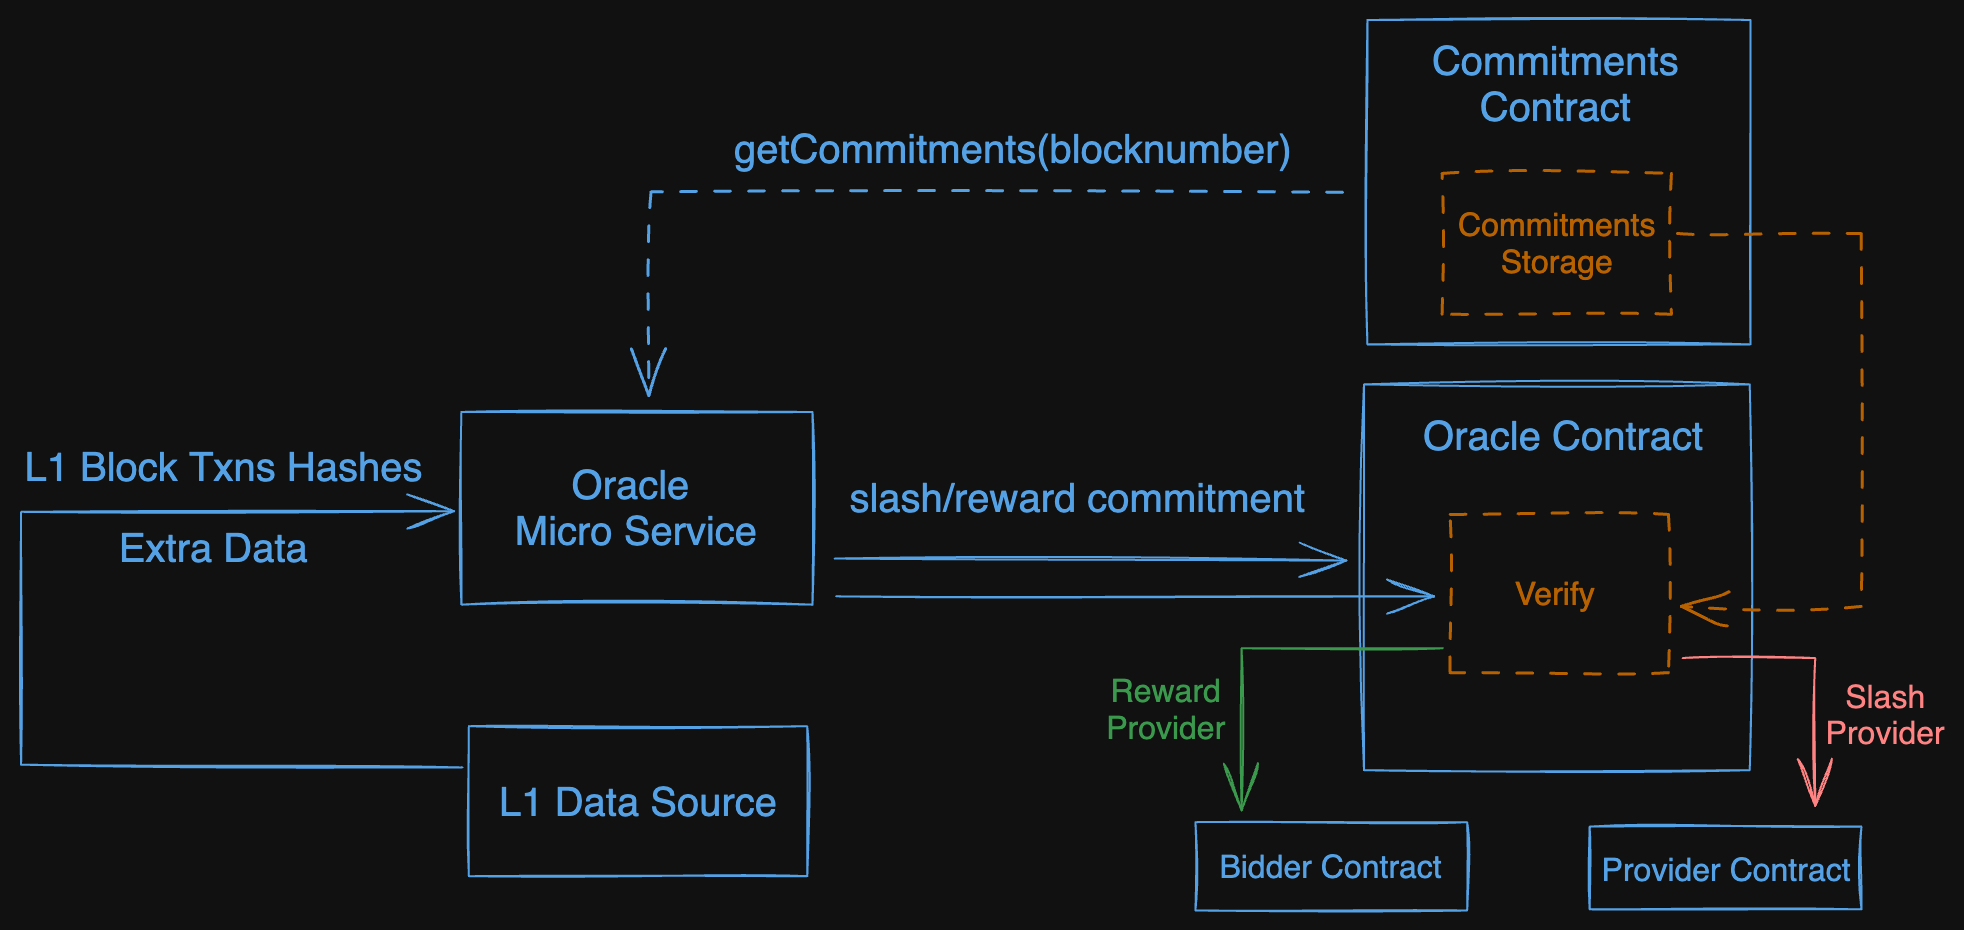 Commitments
Contract
getCommitments(blocknumber)
Commitments
Storage
Oracle Contract
L1 Block Txns Hashes
Extra Data
Oracle
Micro Service
slash/reward commitment
Verify
Reward
Provider
Slash
Provider
L1 Data Source
Bidder Contract
Provider Contract